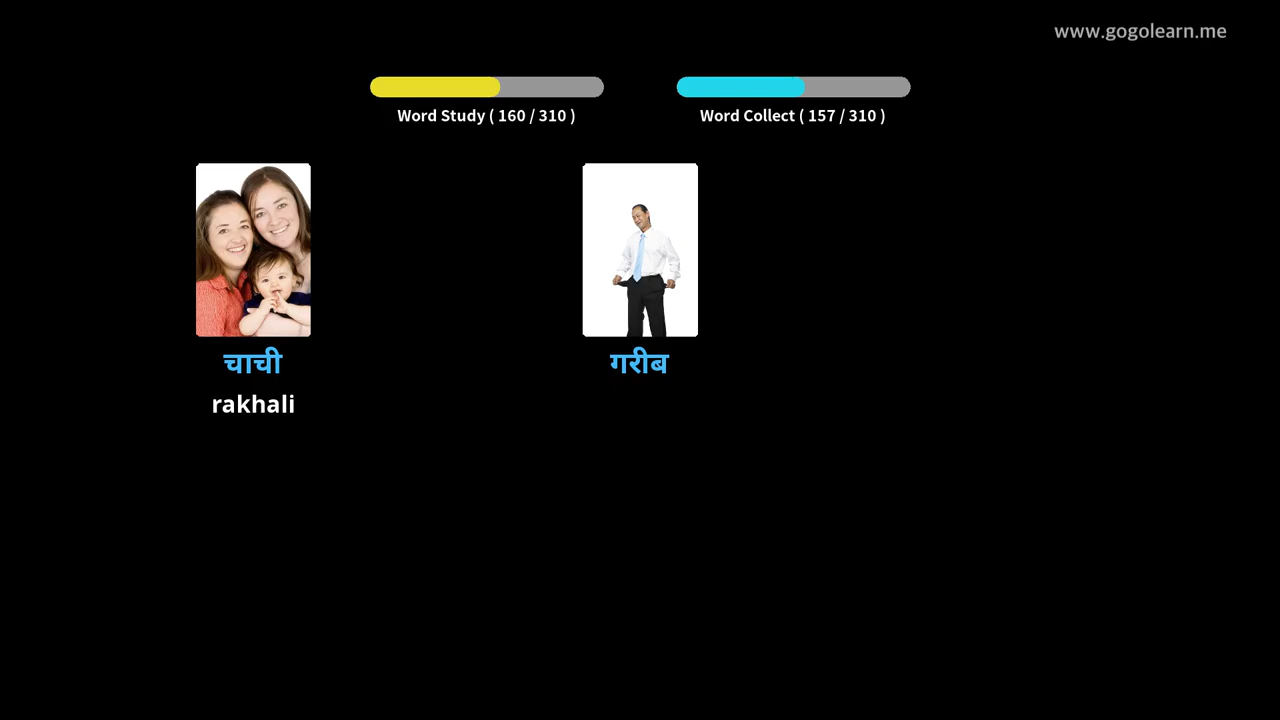 www.gogolearn.me
Word Study ( 160 / 310 )
Word Collect ( 157 / 310 )
चाची
गरीब
rakhali